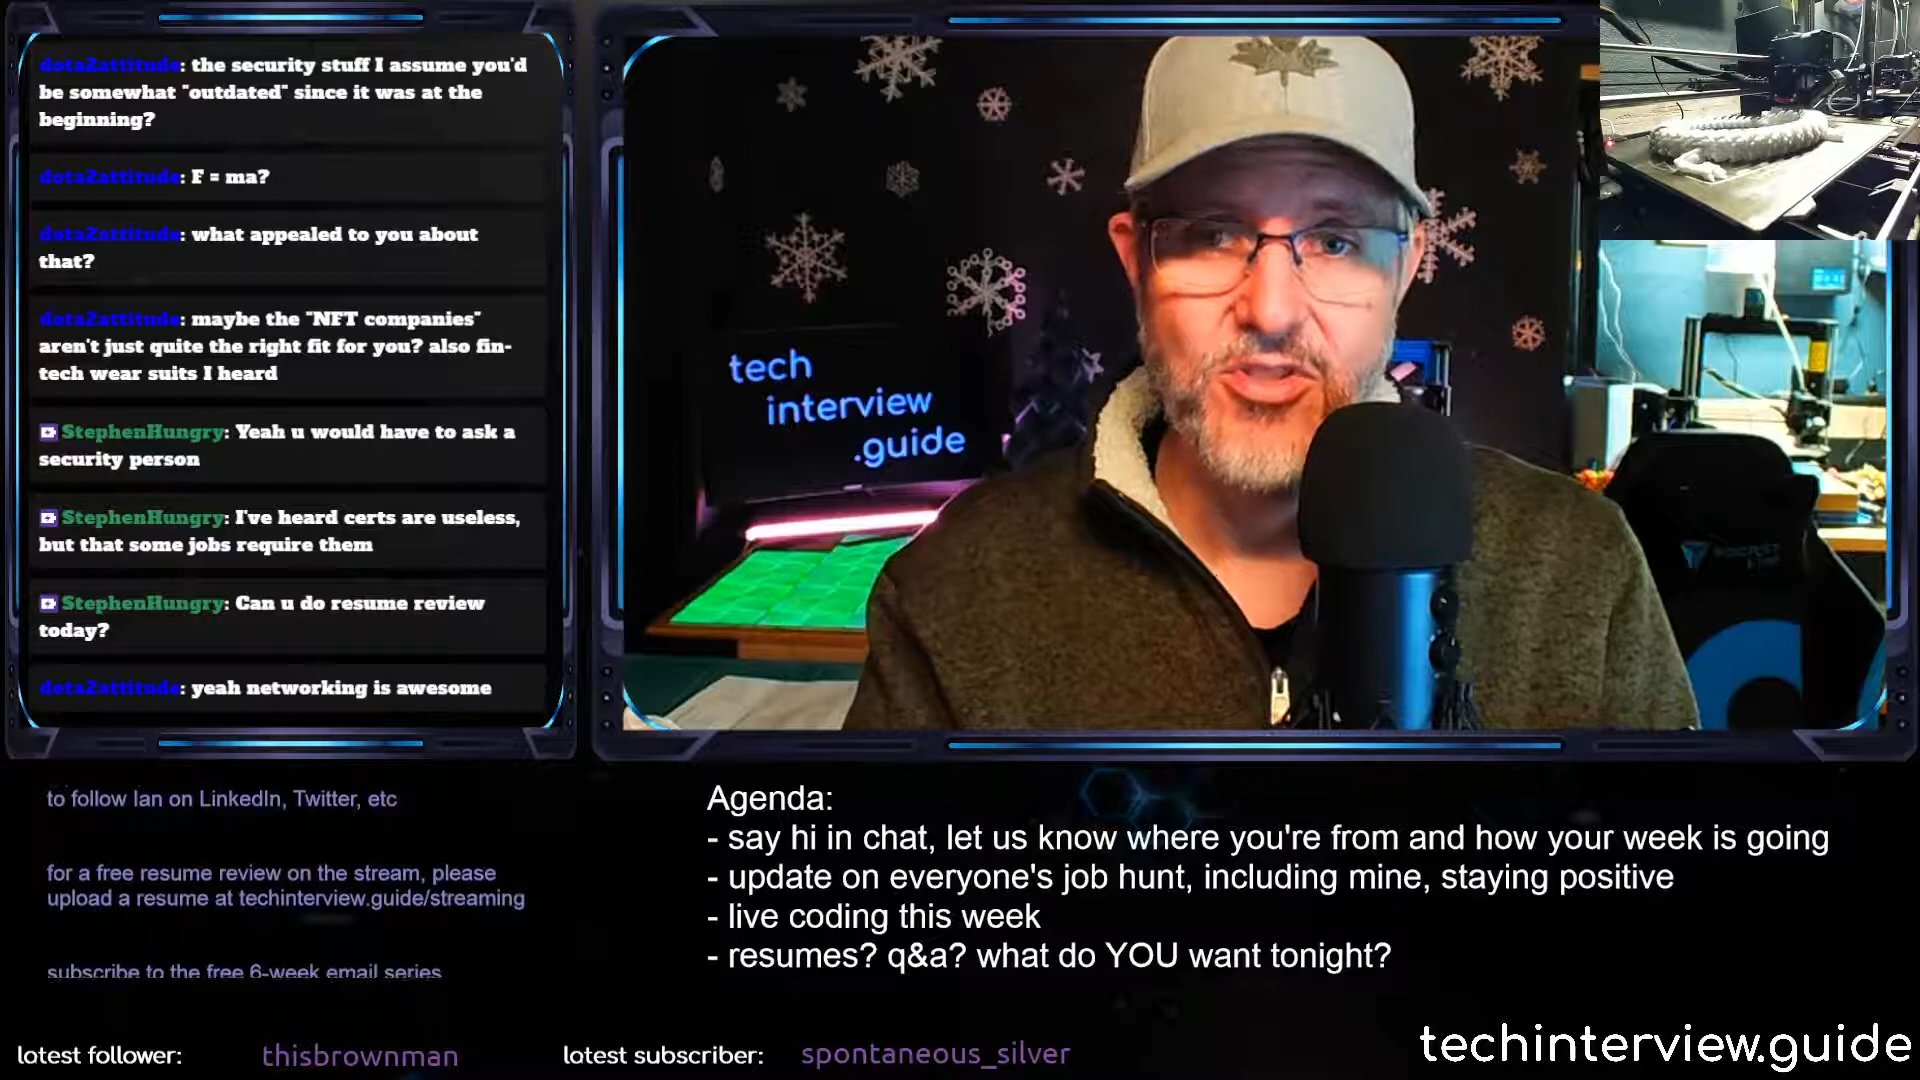 dota2attitude: the security stuff I assume you'd
be somewhat "outdated" since it was at the
beginning?
dota2attitude: F = ma?
dota2attitude: what appealed to you about
that?
dota2attitude: maybe the "NFT companies"
aren't just quite the right fit for you? also fin-
tech wear suits I heard
StephenHungry: Yeah u would have to ask a
security person
StephenHungry: I've heard certs are useless,
but that some jobs require them
StephenHungry: Can u do resume review
today?
dota2attitude: yeah networking is awesome
tech
interview
.guide
to follow Ian on LinkedIn, Twitter, etc
for a free resume review on the stream, please
upload a resume at techinterview.guide/streaming
subscribe to the free 6-week email series
Agenda:
- say hi in chat, let us know where you're from and how your week is going
- update on everyone's job hunt, including mine, staying positive
- live coding this week
- resumes? q&a? what do YOU want tonight?
latest follower: thisbrownman
latest subscriber: spontaneous_silver
techinterview.guide